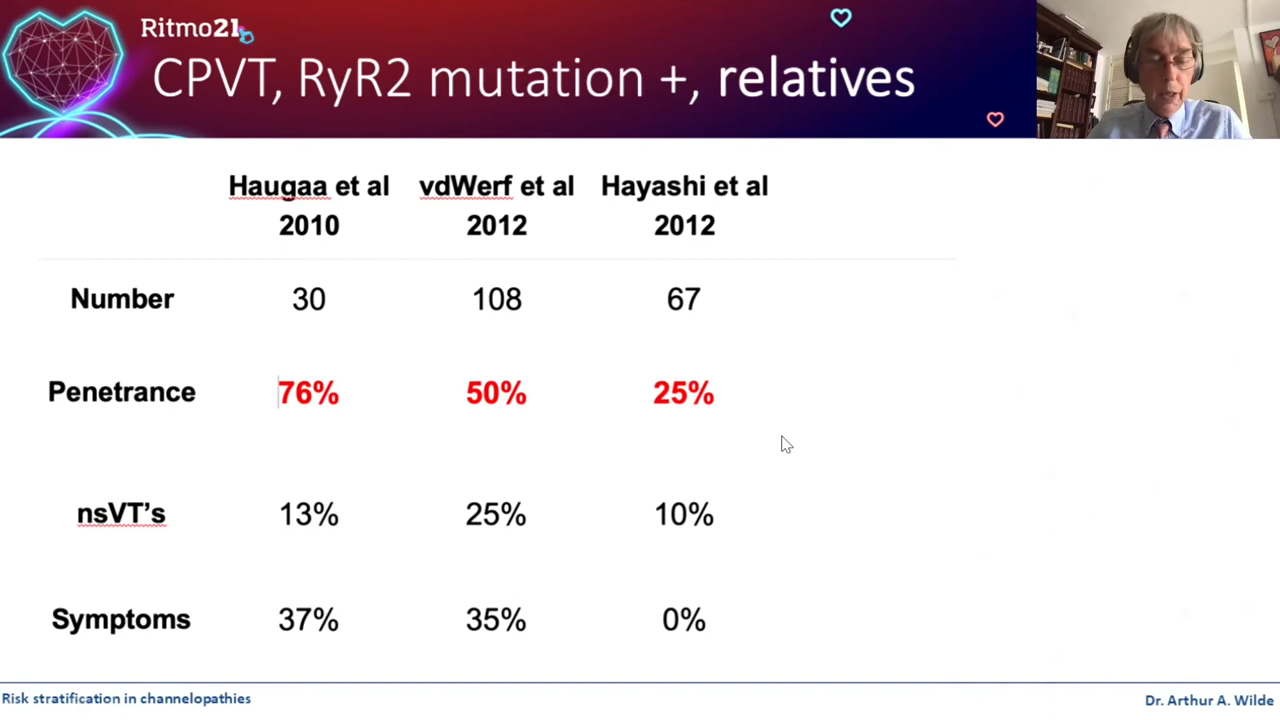 Ritmo21
CPVT, RyR2 mutation +, relatives
Haugaa et al vdWerf et al Hayashi et al
2010 2012 2012
Number 30 108 67
Penetrance 76% 50% 25%
nsVT’s 13% 25% 10%
Symptoms 37% 35% 0%
Risk stratification in channelopathies Dr. Arthur A. Wilde